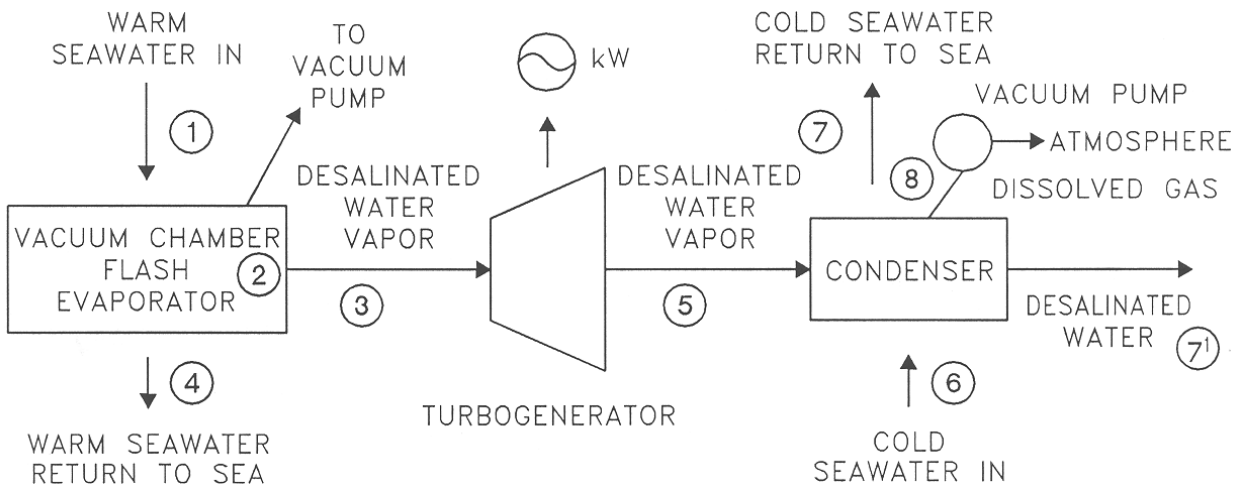 WARM
SEAWATER IN
1
TO
VACUUM
PUMP
kW
COLD SEAWATER
RETURN TO SEA
7
VACUUM PUMP
ATMOSPHERE
8
DISSOLVED GAS
VACUUM CHAMBER
FLASH
EVAPORATOR
2
DESALINATED
WATER
VAPOR
3
DESALINATED
WATER
VAPOR
5
CONDENSER
DESALINATED
WATER
7¹
4
WARM SEAWATER
RETURN TO SEA
TURBOGENERATOR
6
COLD
SEAWATER IN